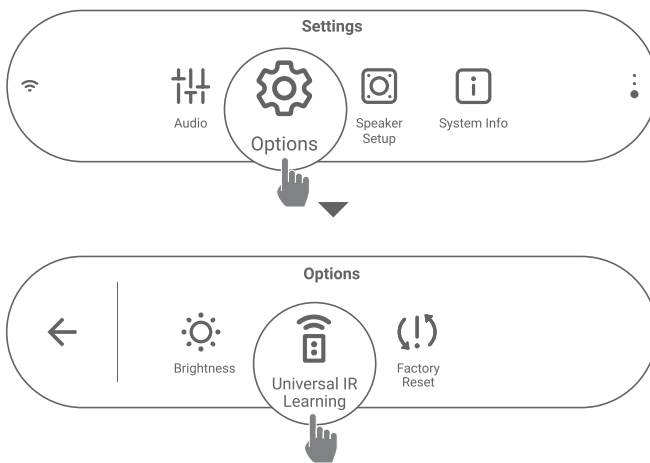 Settings
Audio
Options
Speaker
Setup
System Info
Options
Brightness
Universal IR
Learning
Factory
Reset